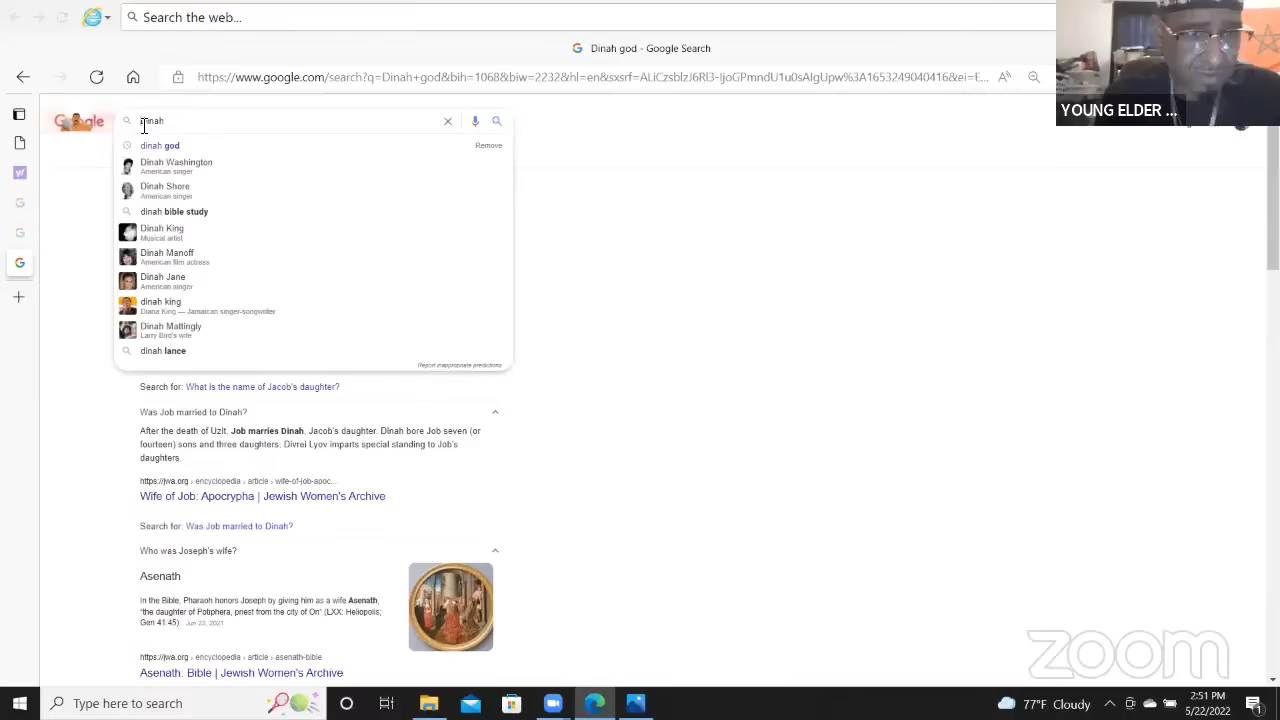 Search the web...
Dinah god - Google Search
https://www.google.com/search?q=Dinah+god&bih=1068&biw=2232&hl=en&sxsrf=ALiCzsblzJ6Rl3-IjoGPmndU1u0sAlgUpw%3A1653249040416&ei=E...
YOUNG ELDER ...
Google
dinah
dinah god
Remove
Dinah Washington
American singer
Dinah Shore
American singer
dinah bible study
Dinah King
Musical artist
Dinah Manoff
American film actress
Dinah Jane
American singer
dinah king
Diana King — Jamaican singer-songwriter
Dinah Mattingly
Larry Bird's wife
dinah lance
Report inappropriate predictions
Search for: What is the name of Jacob's daughter?
Was Job married to Dinah?
After the death of Uzit, Job marries Dinah, Jacob's daughter. Dinah bore Job seven (or
fourteen) sons and three daughters; Divrei Lyov imparts special standing to Job's
daughters.
https://jwa.org › encyclopedia › article › wife-of-job-apoc...
Wife of Job: Apocrypha | Jewish Women's Archive
Search for: Was Job married to Dinah?
Who was Joseph's wife?
Asenath
In the Bible, Pharaoh honors Joseph by giving him as a wife Asenath,
"the daughter of Potiphera, priest from the city of On" (LXX: Heliopolis;
Gen 41:45) Jun 23, 2021
https://jwa.org › encyclopedia › article › asenath-bible
Asenath: Bible | Jewish Women's Archive
zoom
Type here to search
77°F Cloudy
2:51 PM
5/22/2022
1